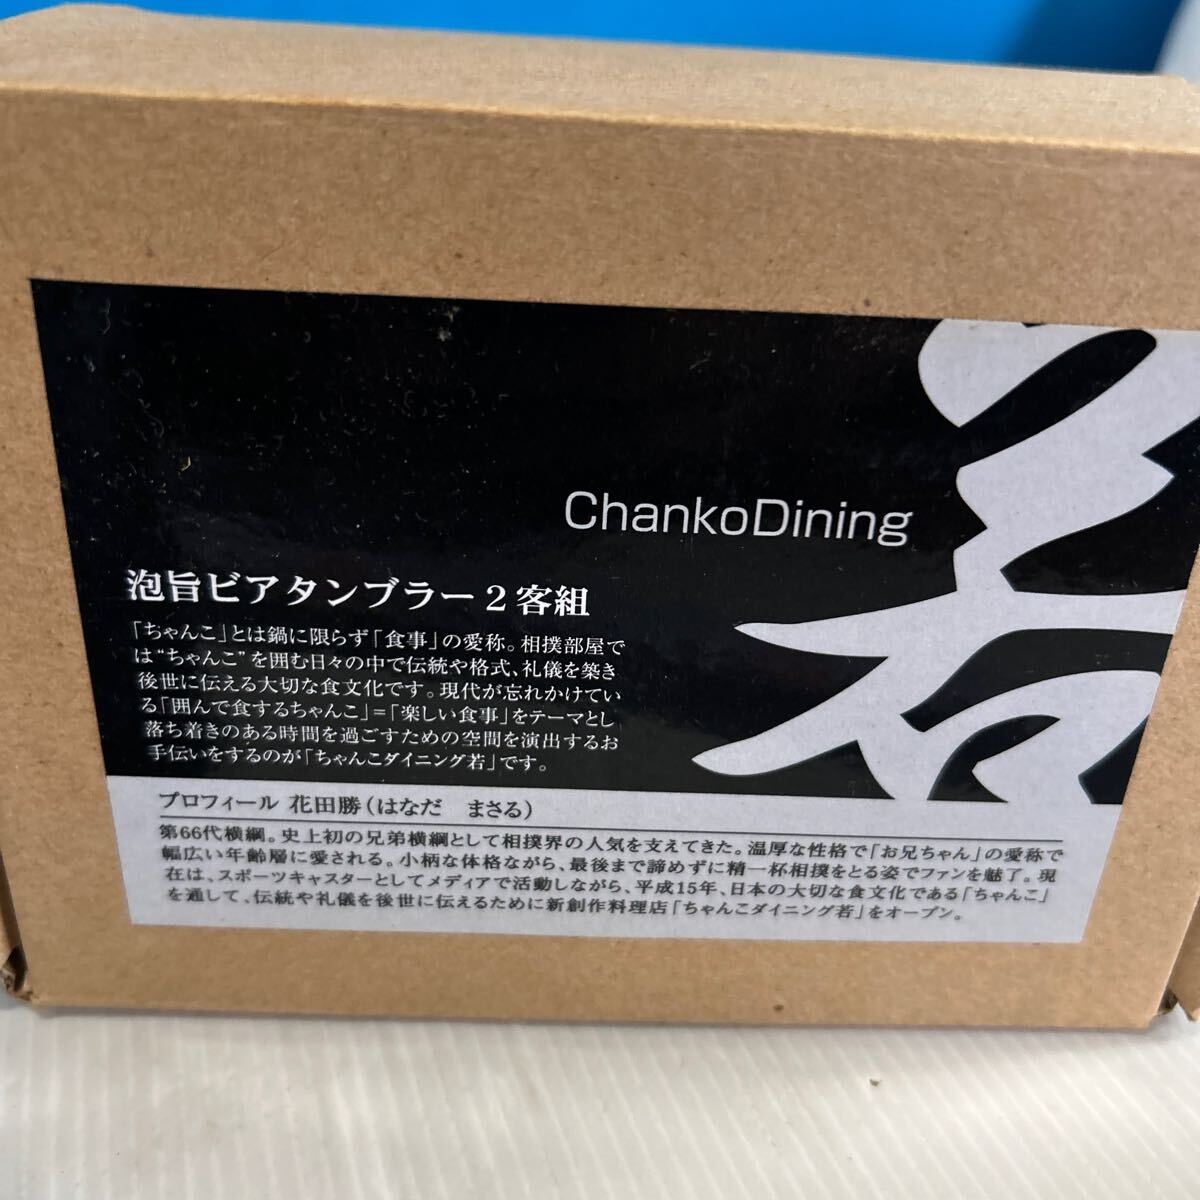 若
ChankoDining
泡旨ビアタンブラー2客組
「ちゃんこ」とは鍋に限らず「食事」の愛称。相撲部屋で
は“ちゃんこ”を囲む日々の中で伝統や格式、礼儀を築き
後世に伝える大切な食文化です。現代が忘れかけてい
る「囲んで食するちゃんこ」=「楽しい食事」をテーマとし
落ち着きのある時間を過ごすための空間を演出するお
手伝いをするのが「ちゃんこダイニング若」です。
プロフィール 花田勝(はなだ まさる)
第66代横綱。史上初の兄弟横綱として相撲界の人気を支えてきた。温厚な性格で「お兄ちゃん」の愛称で
幅広い年齢層に愛される。小柄な体格ながら、最後まで諦めずに精一杯相撲をとる姿でファンを魅了。現
在は、スポーツキャスターとしてメディアで活動しながら、平成15年、日本の大切な食文化である「ちゃんこ」
を通して、伝統や礼儀を後世に伝えるために新創作料理店「ちゃんこダイニング若」をオープン。